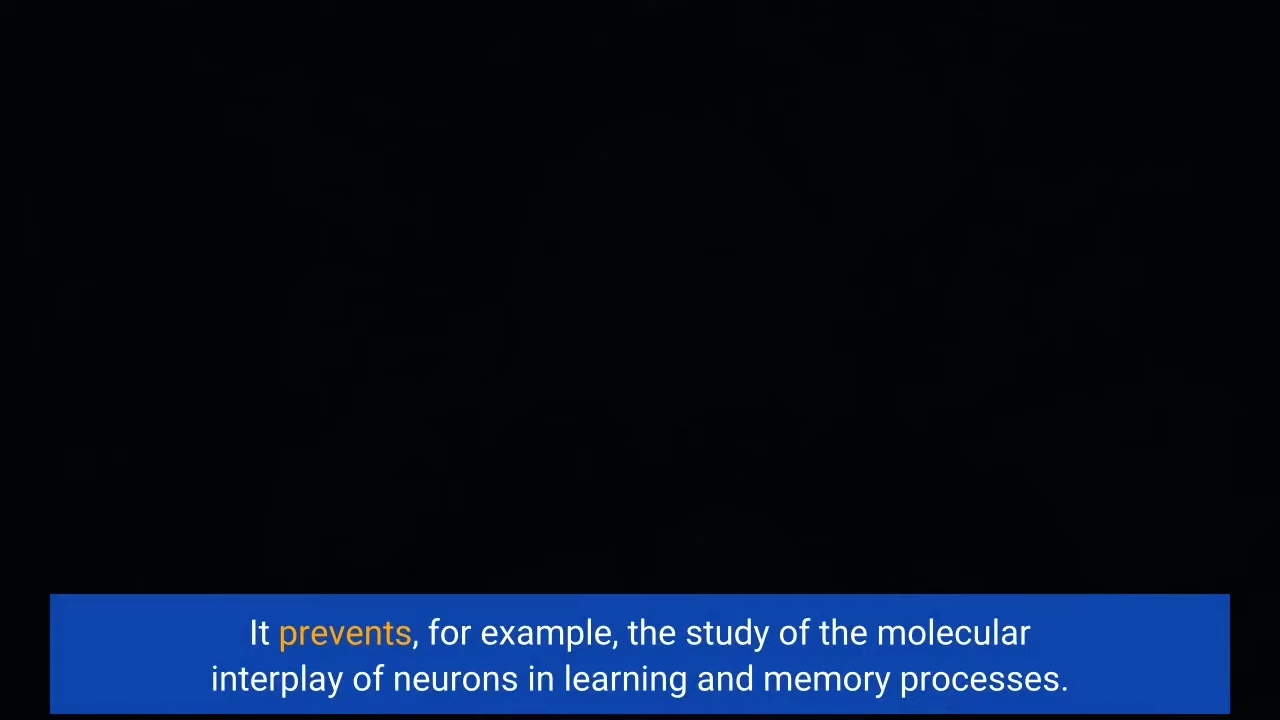 It prevents, for example, the study of the molecular
interplay of neurons in learning and memory processes.